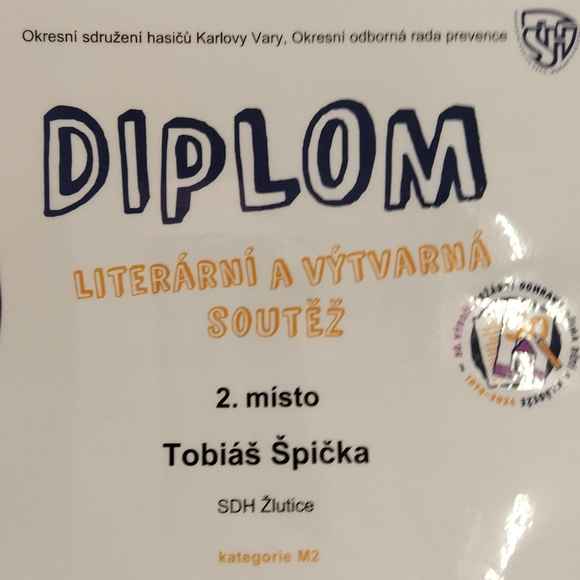 Okresní sdružení hasičů Karlovy Vary, Okresní odborná rada prevence
DIPLOM
LITERÁRNÍ A VÝTVARNÁ
SOUTĚŽ
2. místo
Tobiáš Špička
SDH Žlutice
kategorie M2